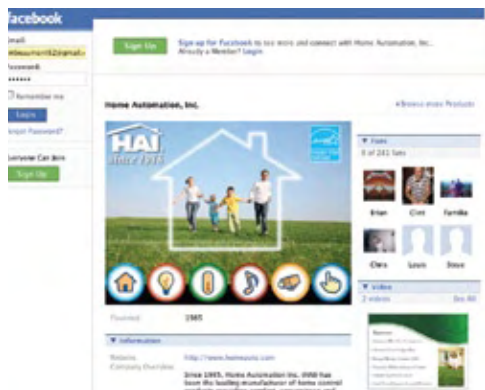 facebook
Email:
Password:
Remember me
Login
Forgot Password?
Everyone Can Join
Sign Up
Sign Up
Sign up for Facebook to see more and connect with Home Automation, Inc.
Already a Member? Login
Home Automation, Inc.
Browse more Products
HAI
Since 1985
Founded: 1985
Information
Website: http://www.homeauto.com
Company Overview: Since 1985, Home Automation Inc. (HAI) has
been the leading manufacturer of home control
Fans
6 of 241 fans
Brian Clint Familia
Chris Louis Steve
Video
2 videos See All